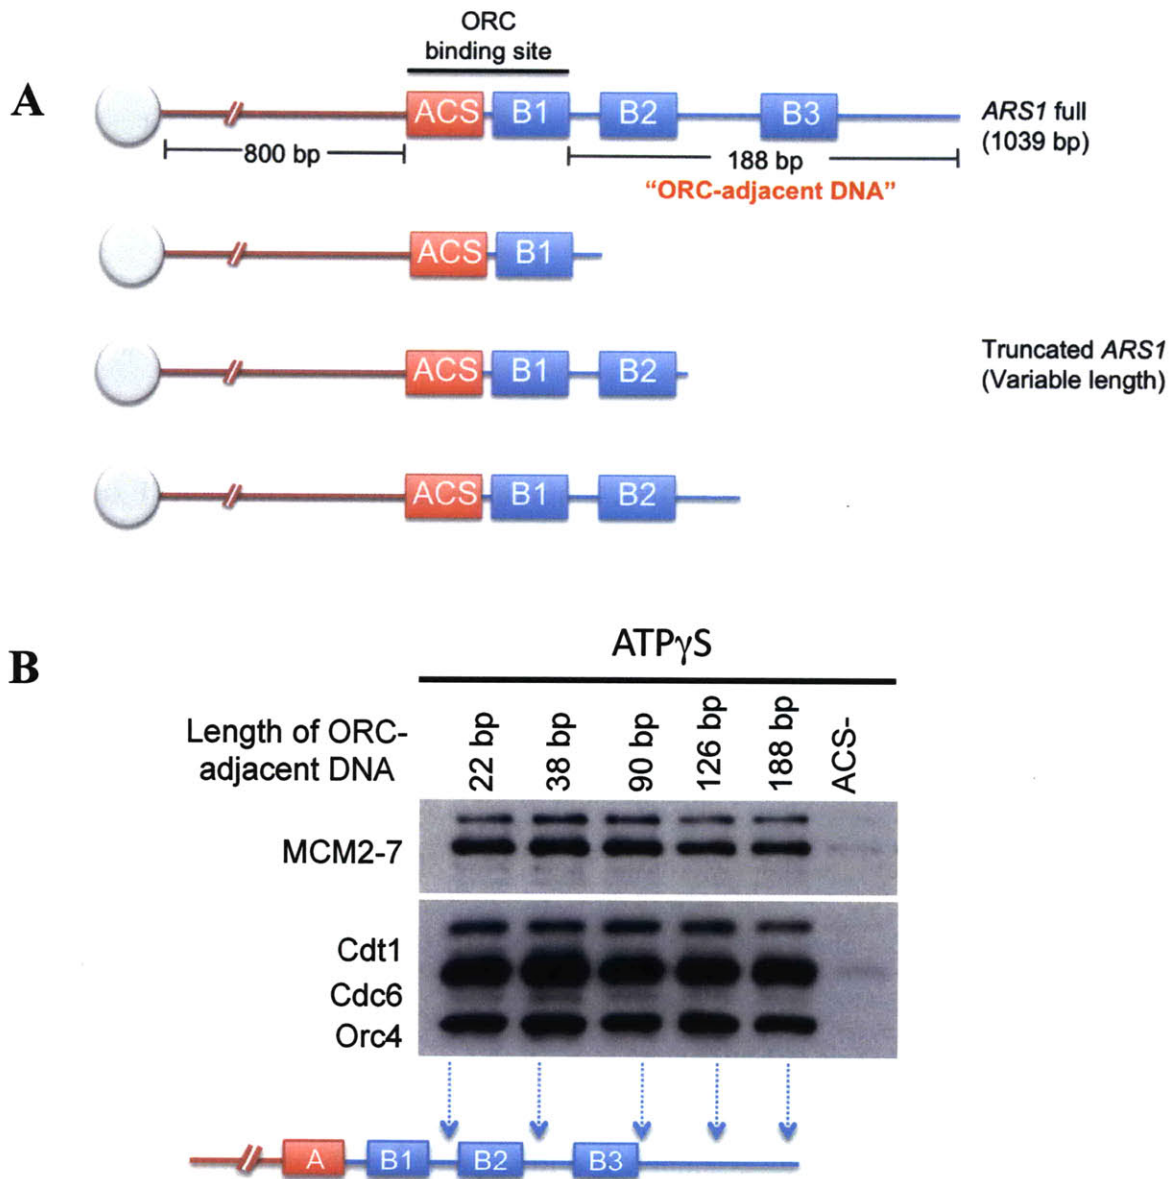 A
ORC
binding site
ACS B1 B2 B3
ARS1 full
(1039 bp)
800 bp
188 bp
“ORC-adjacent DNA”
ACS B1
ACS B1 B2
Truncated ARS1
(Variable length)
ACS B1 B2
B
ATPγS
Length of ORC-
adjacent DNA
22 bp
38 bp
90 bp
126 bp
188 bp
ACS-
MCM2-7
Cdt1
Cdc6
Orc4
A B1 B2 B3